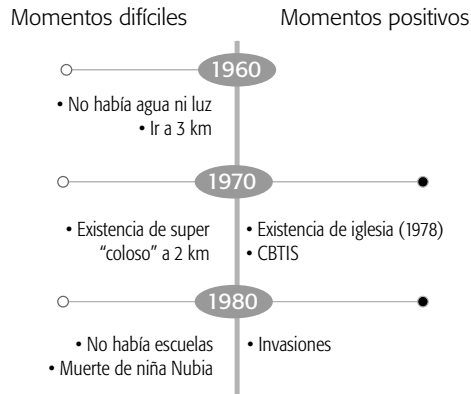 Momentos difíciles
Momentos positivos
1960
• No había agua ni luz
• Ir a 3 km
1970
• Existencia de super
“coloso” a 2 km
• Existencia de iglesia (1978)
• CBTIS
1980
• No había escuelas
• Muerte de niña Nubia
• Invasiones